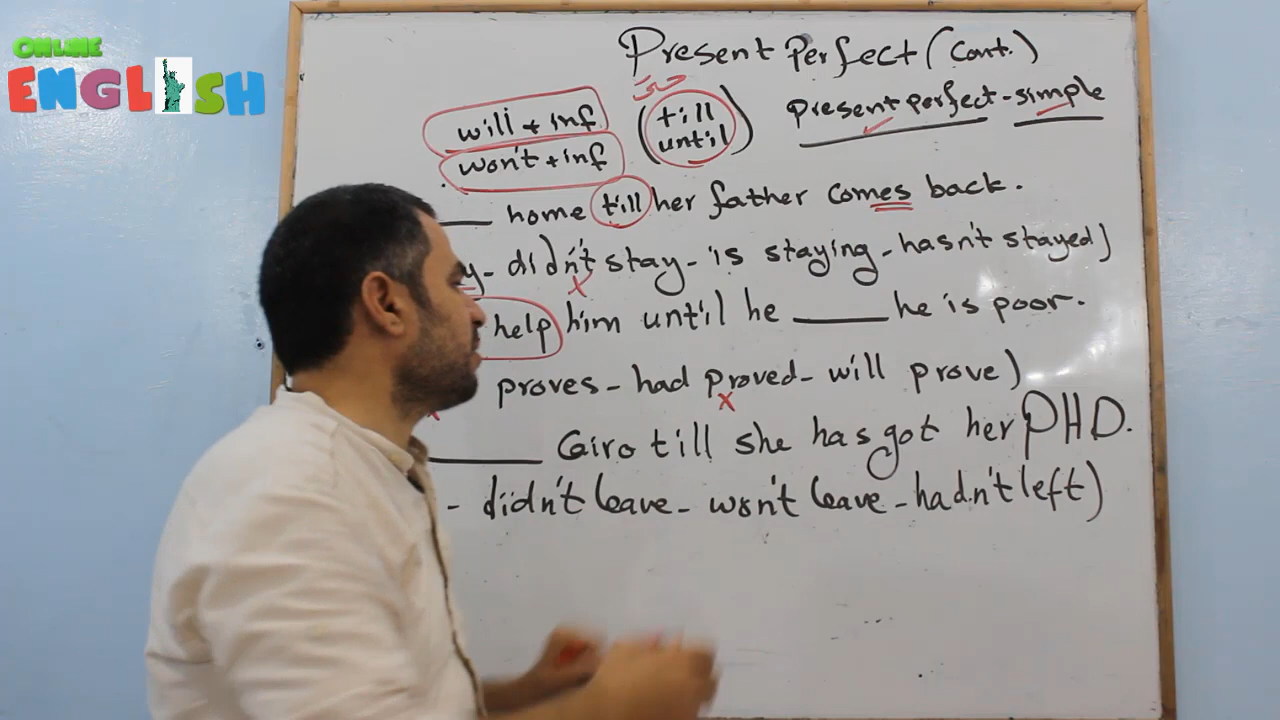 ONLINE
ENGLISH
Present Perfect (Cont.)
حتى
will + inf
won't + inf
(till
until)
Present perfect - simple
____ home till her father comes back.
y - didn't stay - is staying - hasn't stayed)
help him until he ____ he is poor.
proves - had proved - will prove)
____ Cairo till she has got her PHD.
- didn't leave - won't leave - hadn't left)